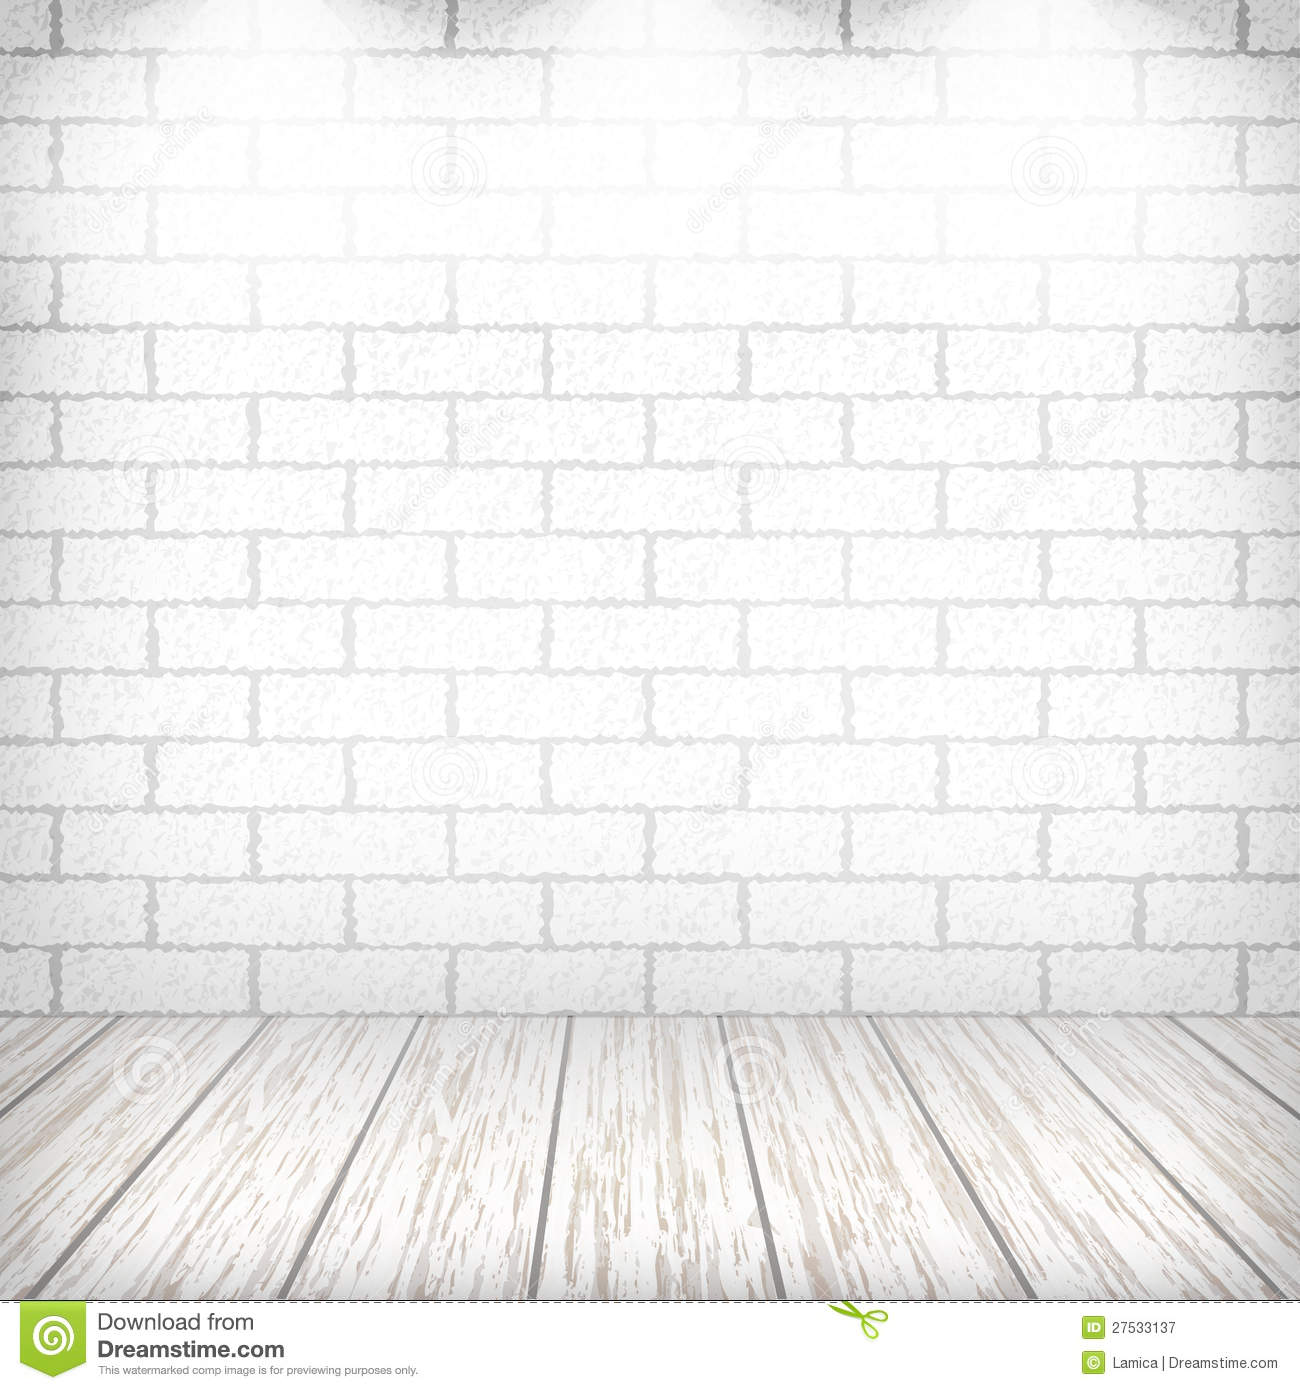 Download from
Dreamstime.com
This watermarked comp image is for previewing purposes only.
ID 27533137
© Lamica | Dreamstime.com